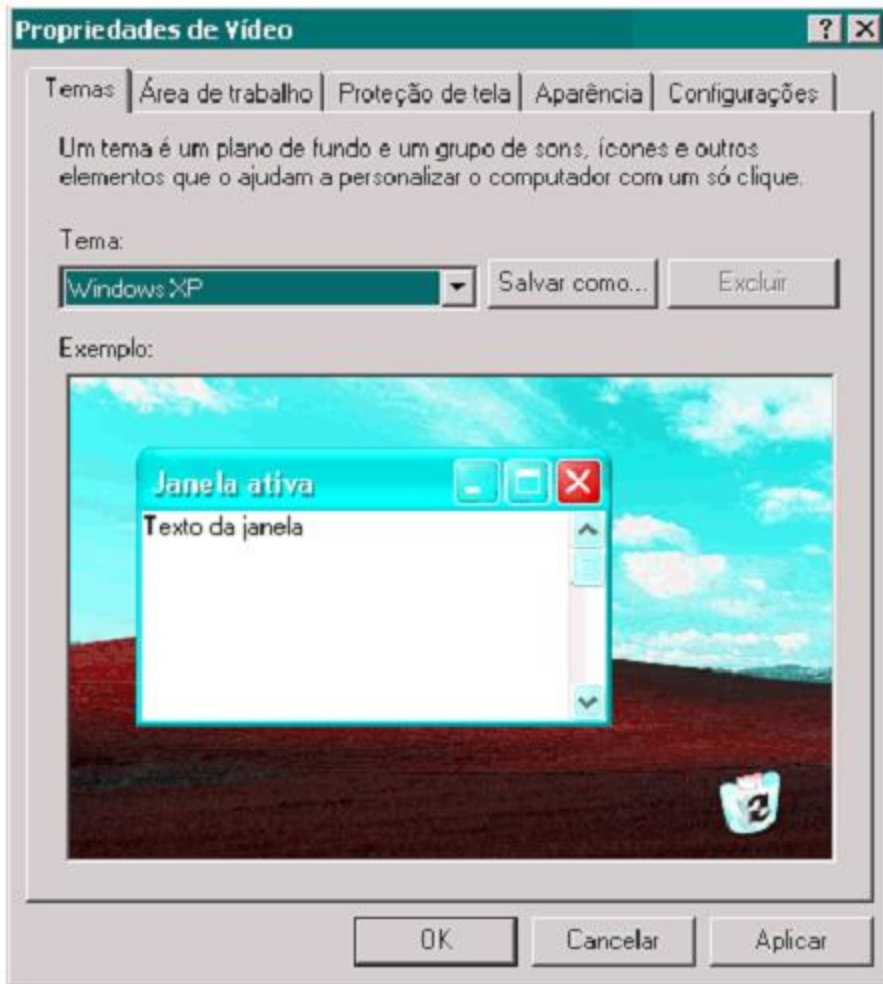 Propriedades de Vídeo
Temas Área de trabalho Proteção de tela Aparência Configurações
Um tema é um plano de fundo e um grupo de sons, ícones e outros
elementos que o ajudam a personalizar o computador com um só clique.
Tema:
Windows XP Salvar como... Excluir
Exemplo:
Janela ativa
Texto da janela
OK Cancelar Aplicar